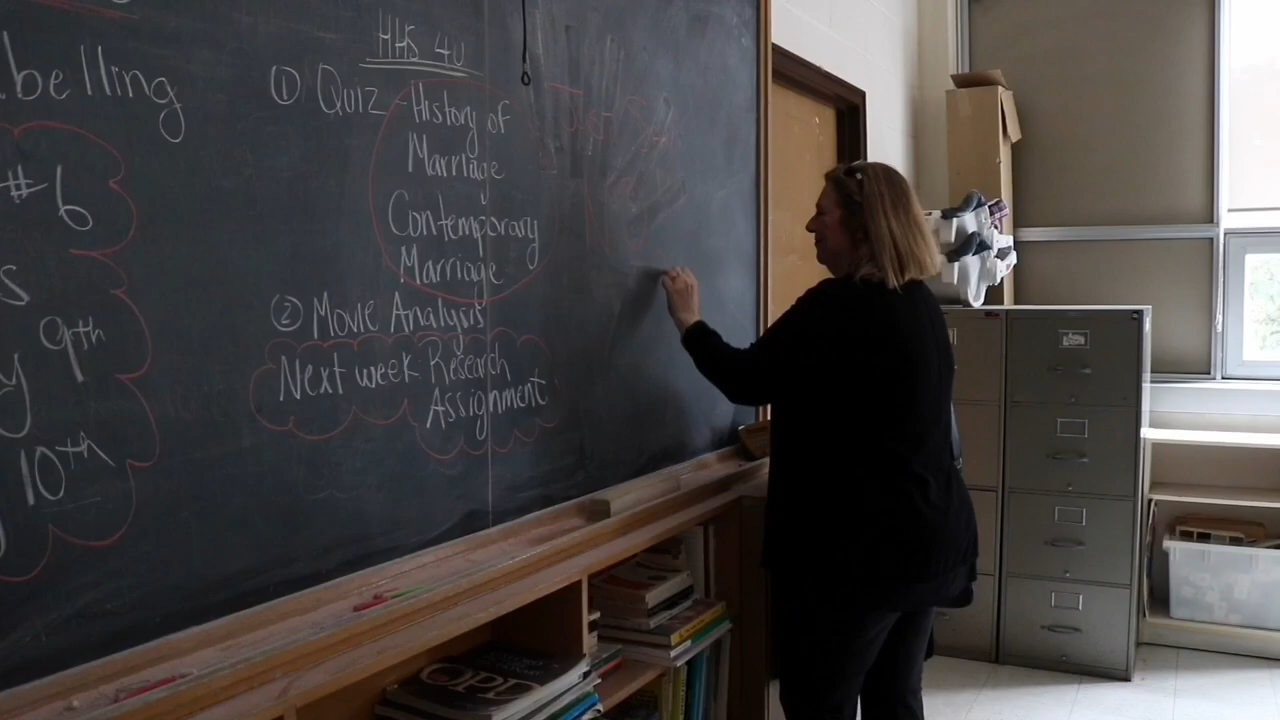 belling
#6
s
y 9th
10th
HHS 4U
① Quiz - History of
Marriage
Contemporary
Marriage
② Movie Analysis
Next week Research
Assignment
OPD